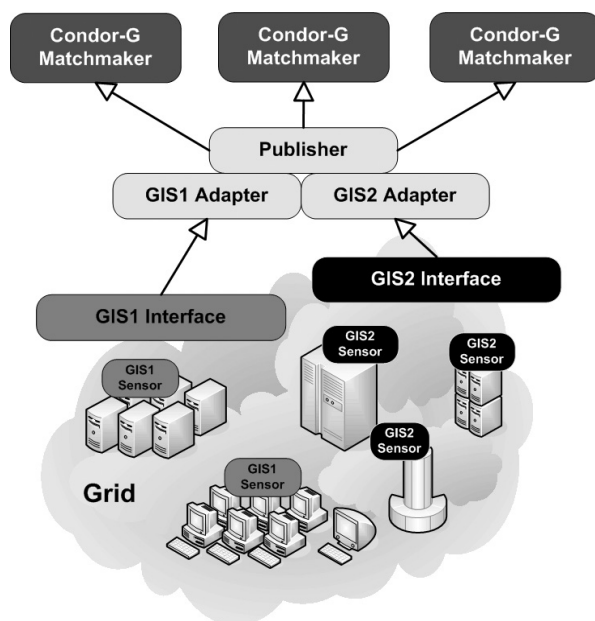 Condor-G
Matchmaker
Condor-G
Matchmaker
Condor-G
Matchmaker
Publisher
GIS1 Adapter
GIS2 Adapter
GIS2 Interface
GIS1 Interface
GIS2
Sensor
GIS2
Sensor
GIS1
Sensor
GIS2
Sensor
GIS1
Sensor
Grid